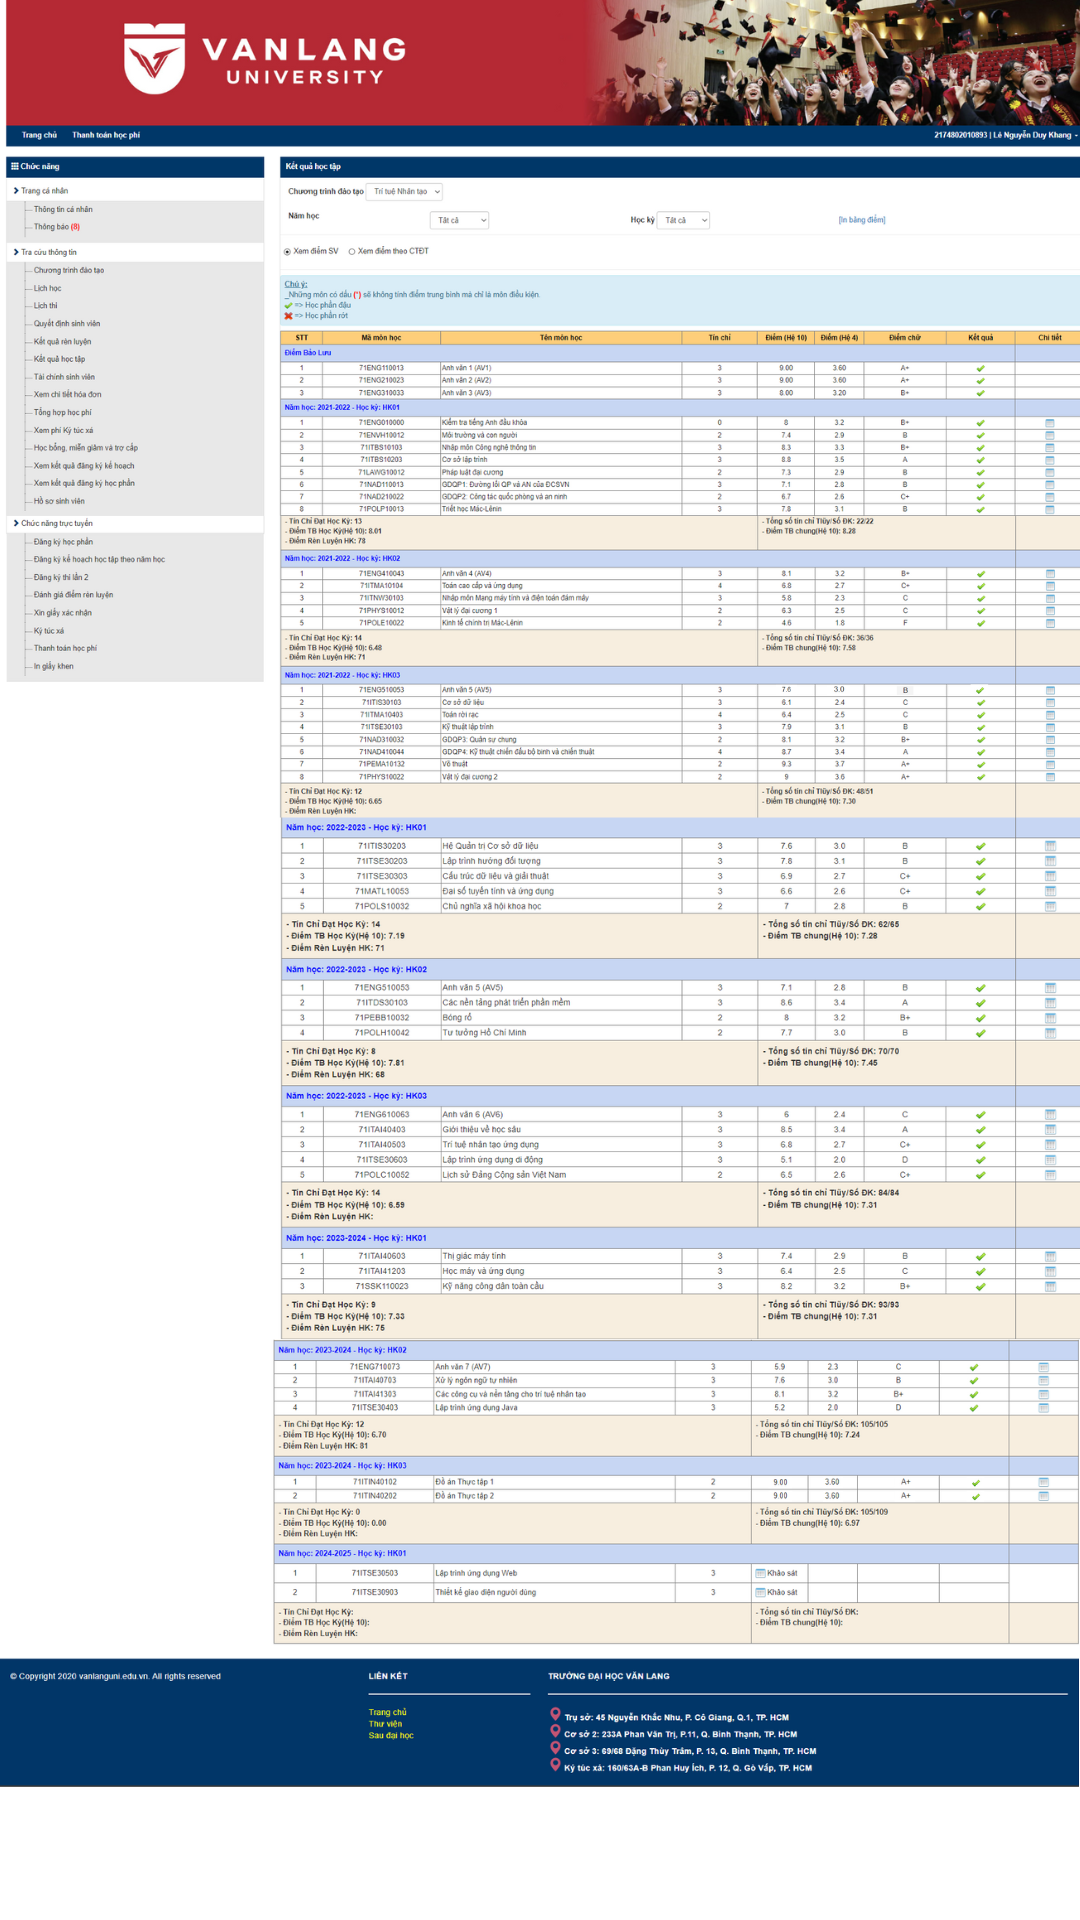 VANLANG
UNIVERSITY
Trang chủ Thanh toán học phí
2174802010893 | Lê Nguyễn Duy Khang -
Chức năng
Trang cá nhân
Thông tin cá nhân
Thông báo (8)
Tra cứu thông tin
Chương trình đào tạo
Lịch học
Lịch thi
Quyết định sinh viên
Kết quả rèn luyện
Kết quả học tập
Tài chính sinh viên
Xem chi tiết hóa đơn
Tổng hợp học phí
Xem phí Ký túc xá
Học bổng, miễn giảm và trợ cấp
Xem kết quả đăng ký kế hoạch
Xem kết quả đăng ký học phần
Hồ sơ sinh viên
Chức năng trực tuyến
Đăng ký học phần
Đăng ký kế hoạch học tập theo năm học
Đăng ký thi lần 2
Đánh giá điểm rèn luyện
Xin giấy xác nhận
Ký túc xá
Thanh toán học phí
In giấy khen
Kết quả học tập
Chương trình đào tạo Trí tuệ Nhân tạo
Năm học Tất cả Học kỳ Tất cả [In bảng điểm]
Xem điểm SV Xem điểm theo CTĐT
Chú ý:
_Những môn có dấu (*) sẽ không tính điểm trung bình mà chỉ là môn điều kiện.
=> Học phần đậu
=> Học phần rớt
STT Mã môn học Tên môn học Tín chỉ Điểm (Hệ 10) Điểm (Hệ 4) Điểm chữ Kết quả Chi tiết
Điểm Bảo Lưu
1 71ENG110013 Anh văn 1 (AV1) 3 9.00 3.60 A+
2 71ENG210023 Anh văn 2 (AV2) 3 9.00 3.60 A+
3 71ENG310033 Anh văn 3 (AV3) 3 8.00 3.20 B+
Năm học: 2021-2022 - Học kỳ: HK01
1 71ENG010000 Kiểm tra tiếng Anh đầu khóa 0 8 3.2 B+
2 71ENVH10012 Môi trường và con người 2 7.4 2.9 B
3 71ITBS10103 Nhập môn Công nghệ thông tin 3 8.3 3.3 B+
4 71ITBS10203 Cơ sở lập trình 3 8.8 3.5 A
5 71LAWG10012 Pháp luật đại cương 2 7.3 2.9 B
6 71NAD110013 GDQP1: Đường lối QP và AN của ĐCSVN 3 7.1 2.8 B
7 71NAD210022 GDQP2: Công tác quốc phòng và an ninh 2 6.7 2.6 C+
8 71POLP10013 Triết học Mác-Lênin 3 7.8 3.1 B
- Tín Chỉ Đạt Học Kỳ: 13 - Tổng số tín chỉ Tlũy/Số ĐK: 22/22
- Điểm TB Học Kỳ(Hệ 10): 8.01 - Điểm TB chung(Hệ 10): 8.28
- Điểm Rèn Luyện HK: 78
Năm học: 2021-2022 - Học kỳ: HK02
1 71ENG410043 Anh văn 4 (AV4) 3 8.1 3.2 B+
2 71ITMA10104 Toán cao cấp và ứng dụng 4 6.8 2.7 C+
3 71ITNW30103 Nhập môn Mạng máy tính và điện toán đám mây 3 5.8 2.3 C
4 71PHYS10012 Vật lý đại cương 1 2 6.3 2.5 C
5 71POLE10022 Kinh tế chính trị Mác-Lênin 2 4.6 1.8 F
- Tín Chỉ Đạt Học Kỳ: 14 - Tổng số tín chỉ Tlũy/Số ĐK: 36/36
- Điểm TB Học Kỳ(Hệ 10): 6.48 - Điểm TB chung(Hệ 10): 7.58
- Điểm Rèn Luyện HK: 71
Năm học: 2021-2022 - Học kỳ: HK03
1 71ENG510053 Anh văn 5 (AV5) 3 7.6 3.0 B
2 71ITIS30103 Cơ sở dữ liệu 3 6.1 2.4 C
3 71ITMA10403 Toán rời rạc 4 6.4 2.5 C
4 71ITSE30103 Kỹ thuật lập trình 3 7.9 3.1 B
5 71NAD310032 GDQP3: Quân sự chung 2 8.1 3.2 B+
6 71NAD410044 GDQP4: Kỹ thuật chiến đấu bộ binh và chiến thuật 4 8.7 3.4 A
7 71PEMA10132 Võ thuật 2 9.3 3.7 A+
8 71PHYS10022 Vật lý đại cương 2 2 9 3.6 A+
- Tín Chỉ Đạt Học Kỳ: 12 - Tổng số tín chỉ Tlũy/Số ĐK: 48/51
- Điểm TB Học Kỳ(Hệ 10): 6.65 - Điểm TB chung(Hệ 10): 7.30
- Điểm Rèn Luyện HK:
Năm học: 2022-2023 - Học kỳ: HK01
1 71ITIS30203 Hệ Quản trị Cơ sở dữ liệu 3 7.6 3.0 B
2 71ITSE30203 Lập trình hướng đối tượng 3 7.8 3.1 B
3 71ITSE30303 Cấu trúc dữ liệu và giải thuật 3 6.9 2.7 C+
4 71MATL10053 Đại số tuyến tính và ứng dụng 3 6.6 2.6 C+
5 71POLS10032 Chủ nghĩa xã hội khoa học 2 7 2.8 B
- Tín Chỉ Đạt Học Kỳ: 14 - Tổng số tín chỉ Tlũy/Số ĐK: 62/65
- Điểm TB Học Kỳ(Hệ 10): 7.19 - Điểm TB chung(Hệ 10): 7.28
- Điểm Rèn Luyện HK: 71
Năm học: 2022-2023 - Học kỳ: HK02
1 71ENG510053 Anh văn 5 (AV5) 3 7.1 2.8 B
2 71ITDS30103 Các nền tảng phát triển phần mềm 3 8.6 3.4 A
3 71PEBB10032 Bóng rổ 2 8 3.2 B+
4 71POLH10042 Tư tưởng Hồ Chí Minh 2 7.7 3.0 B
- Tín Chỉ Đạt Học Kỳ: 8 - Tổng số tín chỉ Tlũy/Số ĐK: 70/70
- Điểm TB Học Kỳ(Hệ 10): 7.81 - Điểm TB chung(Hệ 10): 7.45
- Điểm Rèn Luyện HK: 68
Năm học: 2022-2023 - Học kỳ: HK03
1 71ENG610063 Anh văn 6 (AV6) 3 6 2.4 C
2 71ITAI40403 Giới thiệu về học sâu 3 8.5 3.4 A
3 71ITAI40503 Trí tuệ nhân tạo ứng dụng 3 6.8 2.7 C+
4 71ITSE30603 Lập trình ứng dụng di động 3 5.1 2.0 D
5 71POLC10052 Lịch sử Đảng Cộng sản Việt Nam 2 6.5 2.6 C+
- Tín Chỉ Đạt Học Kỳ: 14 - Tổng số tín chỉ Tlũy/Số ĐK: 84/84
- Điểm TB Học Kỳ(Hệ 10): 6.59 - Điểm TB chung(Hệ 10): 7.31
- Điểm Rèn Luyện HK:
Năm học: 2023-2024 - Học kỳ: HK01
1 71ITAI40603 Thị giác máy tính 3 7.4 2.9 B
2 71ITAI41203 Học máy và ứng dụng 3 6.4 2.5 C
3 71SSK110023 Kỹ năng công dân toàn cầu 3 8.2 3.2 B+
- Tín Chỉ Đạt Học Kỳ: 9 - Tổng số tín chỉ Tlũy/Số ĐK: 93/93
- Điểm TB Học Kỳ(Hệ 10): 7.33 - Điểm TB chung(Hệ 10): 7.31
- Điểm Rèn Luyện HK: 75
Năm học: 2023-2024 - Học kỳ: HK02
1 71ENG710073 Anh văn 7 (AV7) 3 5.9 2.3 C
2 71ITAI40703 Xử lý ngôn ngữ tự nhiên 3 7.6 3.0 B
3 71ITAI41303 Các công cụ và nền tảng cho trí tuệ nhân tạo 3 8.1 3.2 B+
4 71ITSE30403 Lập trình ứng dụng Java 3 5.2 2.0 D
- Tín Chỉ Đạt Học Kỳ: 12 - Tổng số tín chỉ Tlũy/Số ĐK: 105/105
- Điểm TB Học Kỳ(Hệ 10): 6.70 - Điểm TB chung(Hệ 10): 7.24
- Điểm Rèn Luyện HK: 81
Năm học: 2023-2024 - Học kỳ: HK03
1 71ITIN40102 Đồ án Thực tập 1 2 9.00 3.60 A+
2 71ITIN40202 Đồ án Thực tập 2 2 9.00 3.60 A+
- Tín Chỉ Đạt Học Kỳ: 0 - Tổng số tín chỉ Tlũy/Số ĐK: 105/109
- Điểm TB Học Kỳ(Hệ 10): 0.00 - Điểm TB chung(Hệ 10): 6.97
- Điểm Rèn Luyện HK:
Năm học: 2024-2025 - Học kỳ: HK01
1 71ITSE30503 Lập trình ứng dụng Web 3 Khảo sát
2 71ITSE30903 Thiết kế giao diện người dùng 3 Khảo sát
- Tín Chỉ Đạt Học Kỳ: - Tổng số tín chỉ Tlũy/Số ĐK:
- Điểm TB Học Kỳ(Hệ 10): - Điểm TB chung(Hệ 10):
- Điểm Rèn Luyện HK:
© Copyright 2020 vanlanguni.edu.vn. All rights reserved
LIÊN KẾT
Trang chủ
Thư viện
Sau đại học
TRƯỜNG ĐẠI HỌC VĂN LANG
Trụ sở: 45 Nguyễn Khắc Nhu, P. Cô Giang, Q.1, TP. HCM
Cơ sở 2: 233A Phan Văn Trị, P.11, Q. Bình Thạnh, TP. HCM
Cơ sở 3: 69/68 Đặng Thùy Trâm, P. 13, Q. Bình Thạnh, TP. HCM
Ký túc xá: 160/63A-B Phan Huy Ích, P. 12, Q. Gò Vấp, TP. HCM